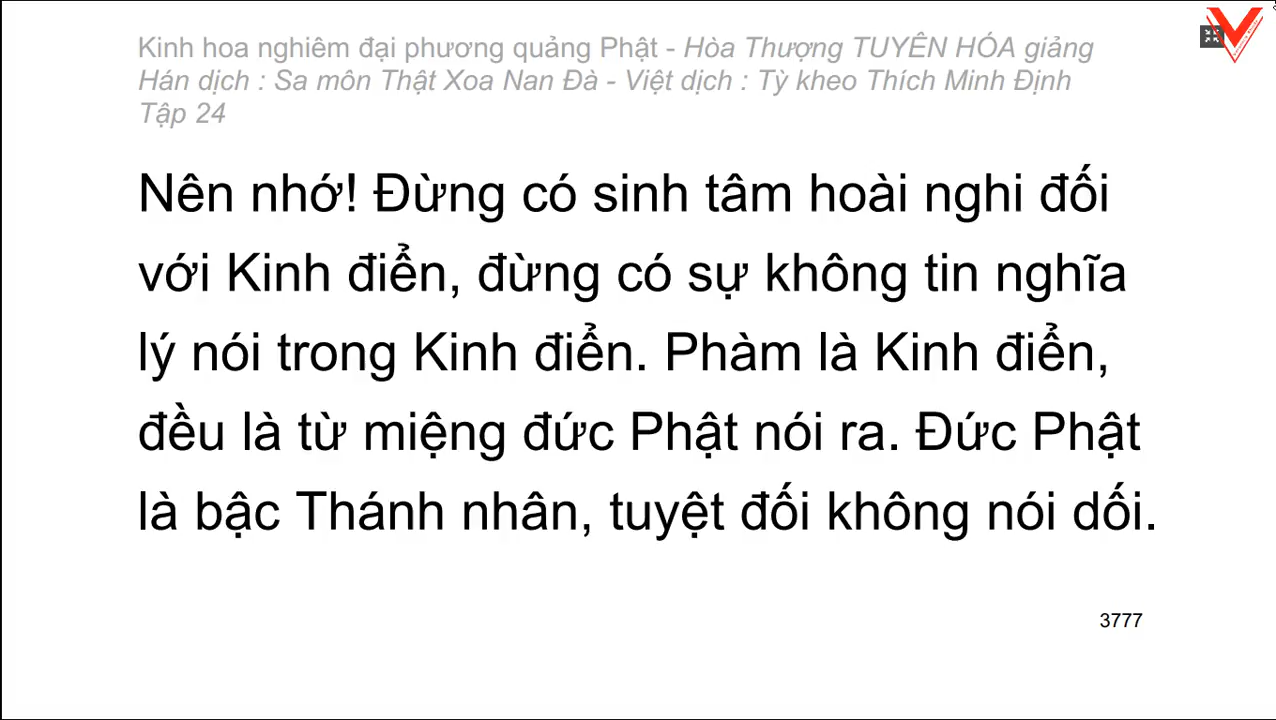 Kinh hoa nghiêm đại phương quảng Phật - Hòa Thượng TUYÊN HÓA giảng
Hán dịch : Sa môn Thật Xoa Nan Đà - Việt dịch : Tỳ kheo Thích Minh Định
Tập 24
Nên nhớ! Đừng có sinh tâm hoài nghi đối
với Kinh điển, đừng có sự không tin nghĩa
lý nói trong Kinh điển. Phàm là Kinh điển,
đều là từ miệng đức Phật nói ra. Đức Phật
là bậc Thánh nhân, tuyệt đối không nói dối.
3777